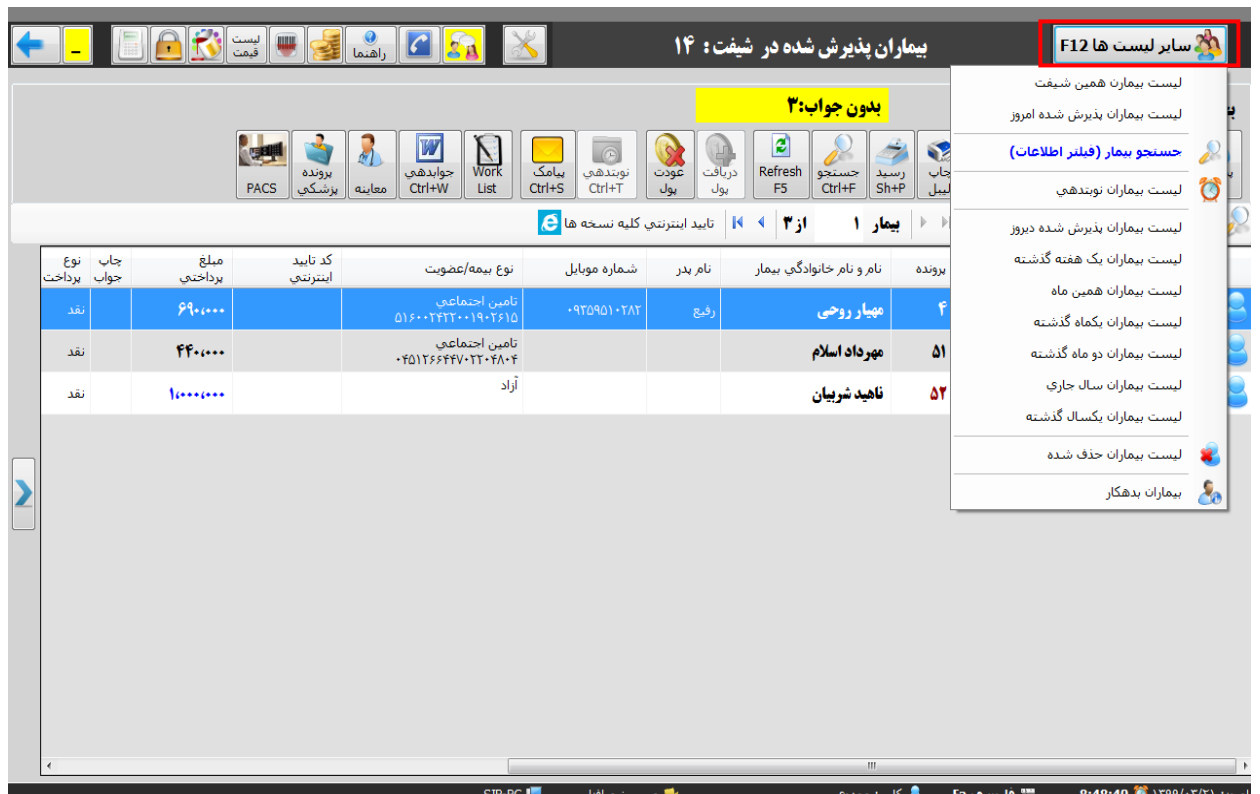 سایر لیست ها F12
بیماران پذیرش شده در شیفت : ۱۴
راهنما
لیست قیمت
بدون جواب:۳
لیست بیماران همین شیفت
لیست بیماران پذیرش شده امروز
جستجو بیمار (فیلتر اطلاعات)
لیست بیماران نوبتدهي
لیست بیماران پذیرش شده دیروز
لیست بیماران یک هفته گذشته
لیست بیماران همین ماه
لیست بیماران یکماه گذشته
لیست بیماران دو ماه گذشته
لیست بیماران سال جاري
لیست بیماران یکسال گذشته
لیست بیماران حذف شده
بیماران بدهکار
چاپ لیبل
رسید Sh+P
جستجو Ctrl+F
Refresh F5
دریافت پول
عودت پول
نوبتدهي Ctrl+T
پیامک Ctrl+S
Work List
جوابدهي Ctrl+W
معاینه
پرونده پزشکي
PACS
بیمار ۱ از ۳
تایید اینترنتي کلیه نسخه ها
پرونده نام و نام خانوادگي بیمار نام پدر شماره موبایل نوع بیمه/عضویت کد تایید اینترنتي مبلغ پرداختي چاپ جواب نوع پرداخت
۴ مهیار روحی رفیع ۰۹۳۵۹۵۱۰۲۸۲ تامین اجتماعي ۶۹۰,۰۰۰ نقد
۵۱ مهرداد اسلام تامین اجتماعي ۴۴۰,۰۰۰ نقد
۵۲ ناهید شربیان آزاد ۱,۰۰۰,۰۰۰ نقد